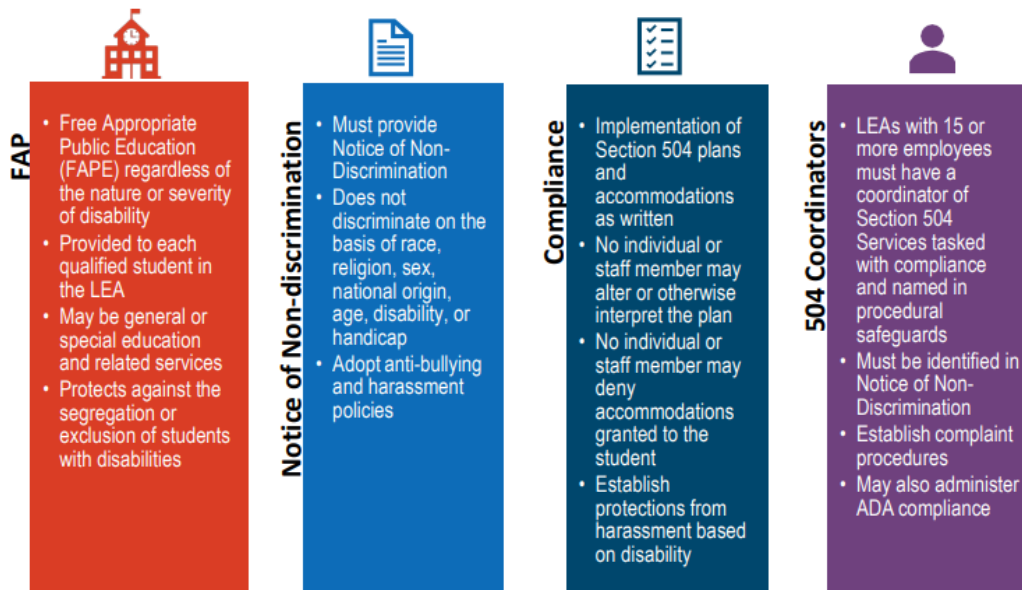 FAP
• Free Appropriate
Public Education
(FAPE) regardless of
the nature or severity
of disability
• Provided to each
qualified student in
the LEA
• May be general or
special education
and related services
• Protects against the
segregation or
exclusion of students
with disabilities
Notice of Non-discrimination
• Must provide
Notice of Non-
Discrimination
• Does not
discriminate on the
basis of race,
religion, sex,
national origin,
age, disability, or
handicap
• Adopt anti-bullying
and harassment
policies
Compliance
• Implementation of
Section 504 plans
and
accommodations
as written
• No individual or
staff member may
alter or otherwise
interpret the plan
• No individual or
staff member may
deny
accommodations
granted to the
student
• Establish
protections from
harassment based
on disability
504 Coordinators
• LEAs with 15 or
more employees
must have a
coordinator of
Section 504
Services tasked
with compliance
and named in
procedural
safeguards
• Must be identified in
Notice of Non-
Discrimination
• Establish complaint
procedures
• May also administer
ADA compliance